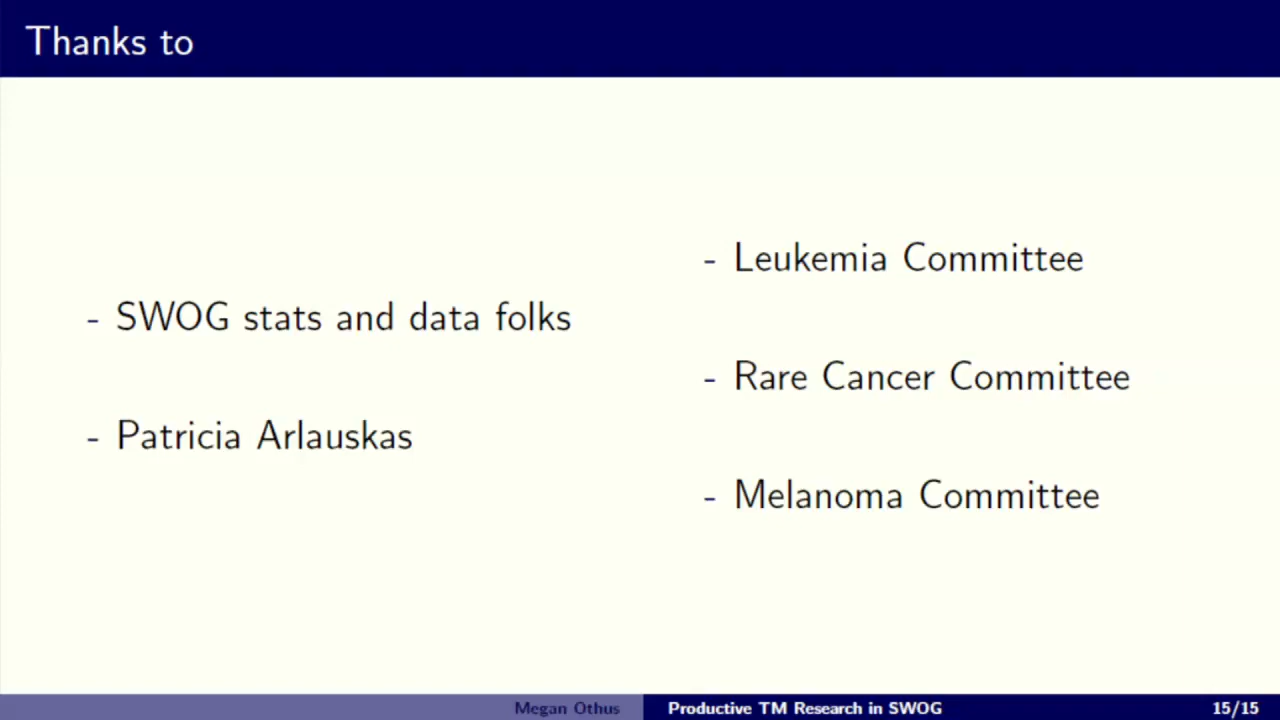 Thanks to
- SWOG stats and data folks
- Patricia Arlauskas
- Leukemia Committee
- Rare Cancer Committee
- Melanoma Committee
Megan Othus
Productive TM Research in SWOG
15/15